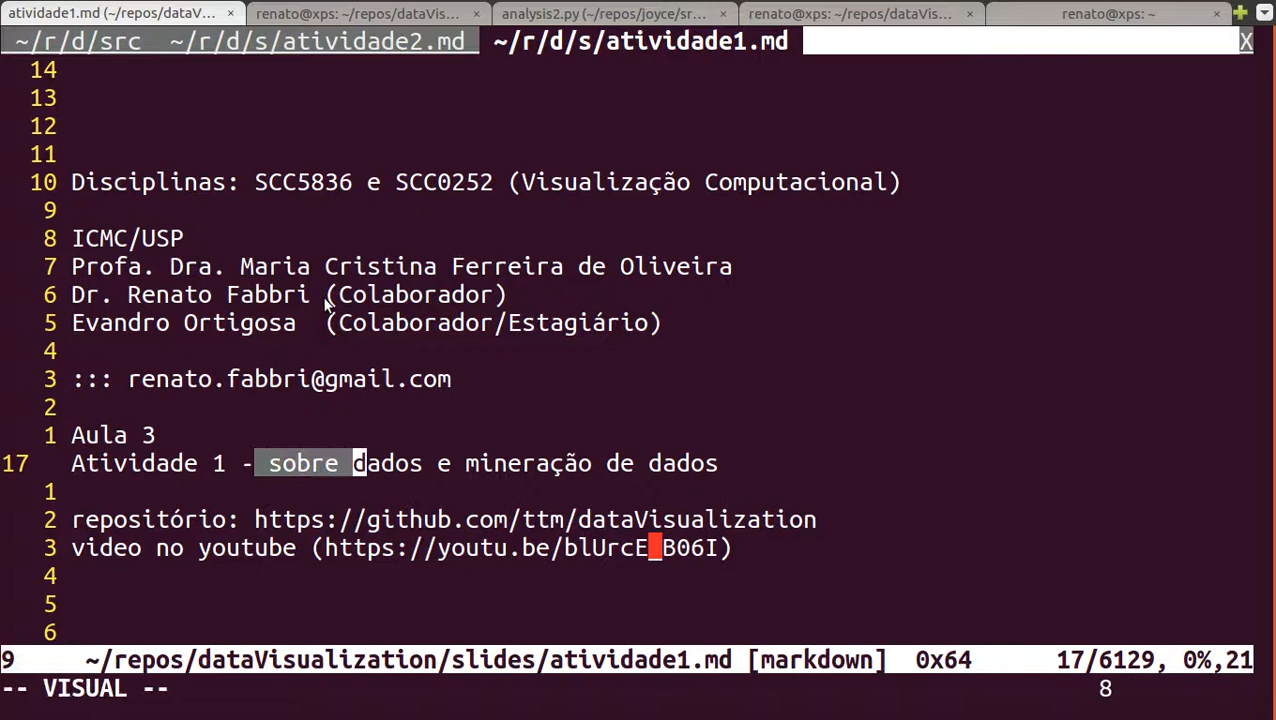 atividade1.md (~/repos/dataV... × renato@xps: ~/repos/dataVis... × analysis2.py (~/repos/joyce/sr... × renato@xps: ~/repos/dataVis... × renato@xps: ~ ×
~/r/d/src ~/r/d/s/atividade2.md ~/r/d/s/atividade1.md X
14
13
12
11
10 Disciplinas: SCC5836 e SCC0252 (Visualização Computacional)
9
8 ICMC/USP
7 Profa. Dra. Maria Cristina Ferreira de Oliveira
6 Dr. Renato Fabbri (Colaborador)
5 Evandro Ortigosa (Colaborador/Estagiário)
4
3 ::: renato.fabbri@gmail.com
2
1 Aula 3
17 Atividade 1 - sobre dados e mineração de dados
1
2 repositório: https://github.com/ttm/dataVisualization
3 video no youtube (https://youtu.be/blUrcE_B06I)
4
5
6
9 ~/repos/dataVisualization/slides/atividade1.md [markdown] 0x64 17/6129, 0%,21
-- VISUAL -- 8